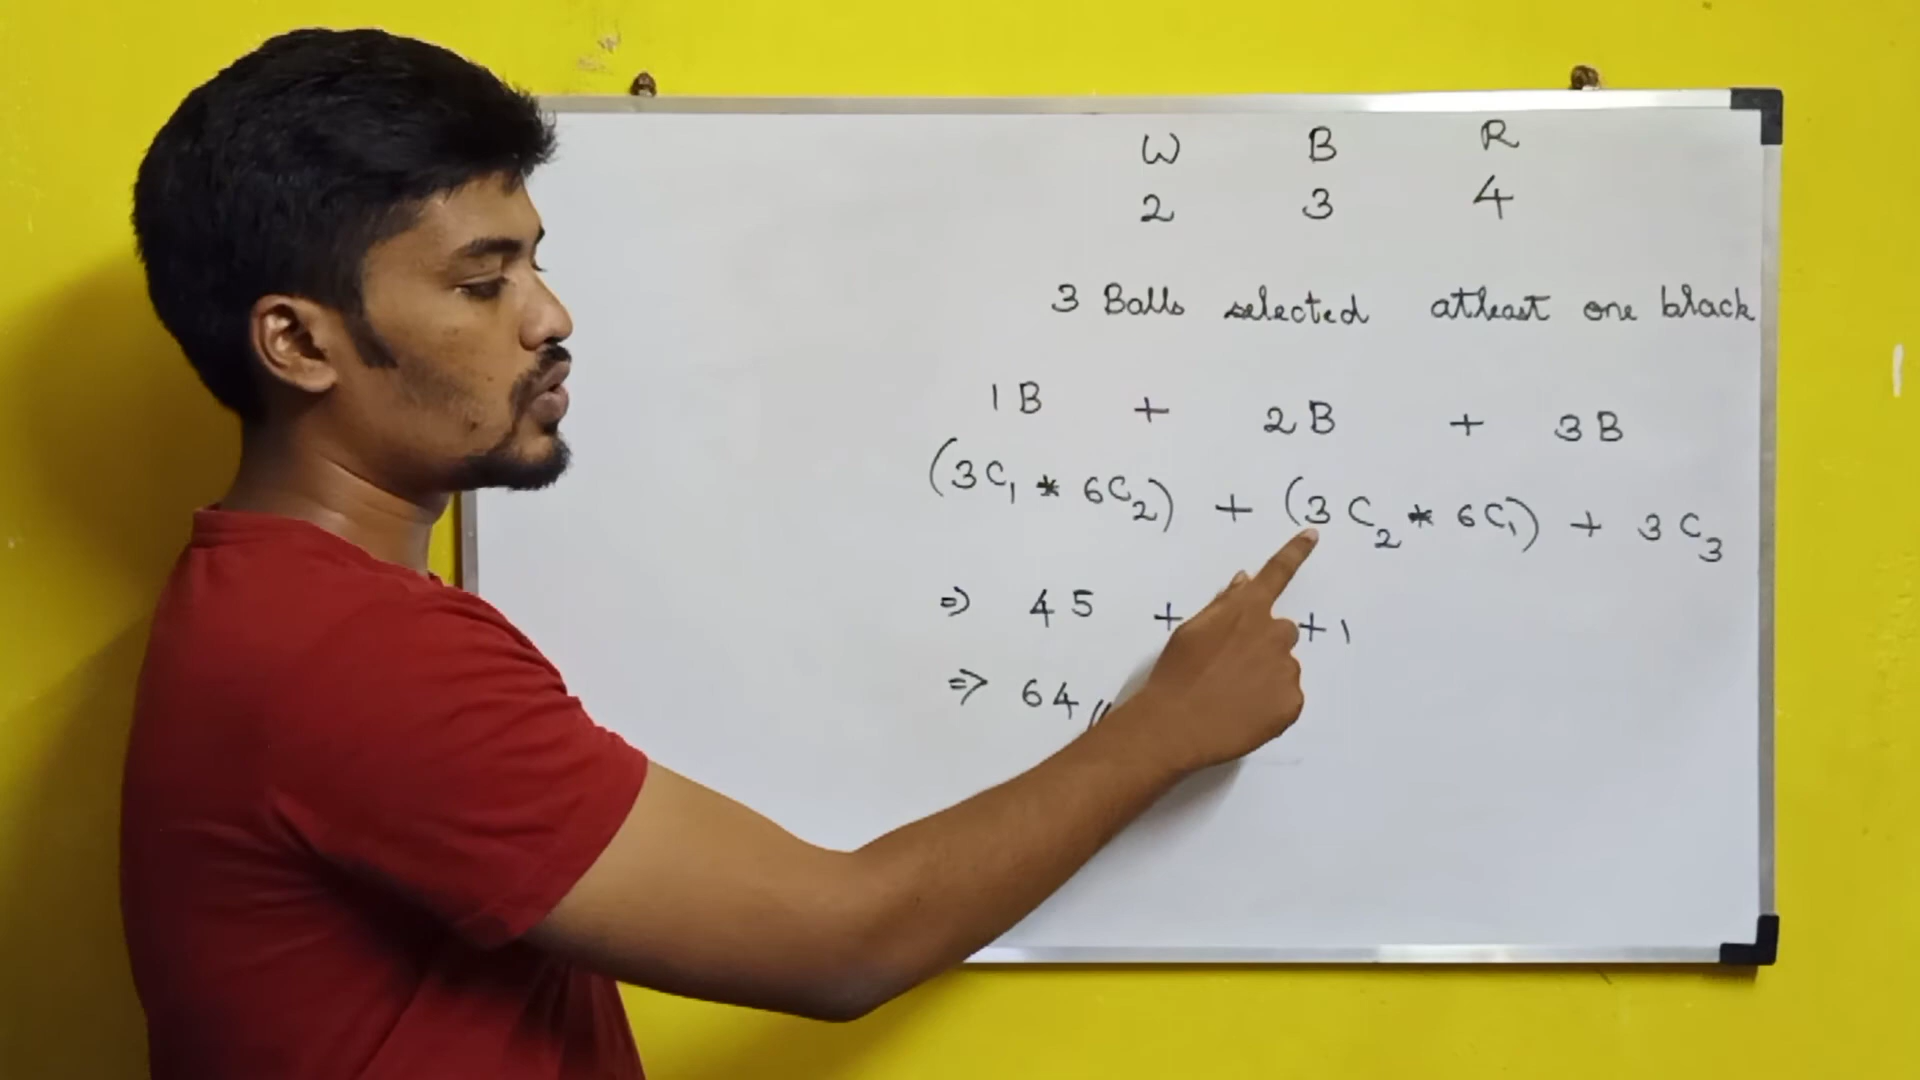 W B R
2 3 4
3 Balls selected atleast one black
1B + 2B + 3B
(3C₁ * 6C₂) + (3C₂ * 6C₁) + 3C₃
⇒ 45 + + 1
⇒ 64 //